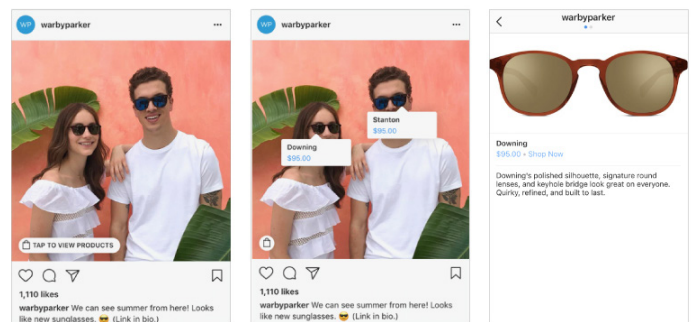 WP warbyparker
TAP TO VIEW PRODUCTS
1,110 likes
warbyparker We can see summer from here! Looks
like new sunglasses. 😎 (Link in bio.)
WP warbyparker
Stanton
$95.00
Downing
$95.00
1,110 likes
warbyparker We can see summer from here! Looks
like new sunglasses. 😎 (Link in bio.)
warbyparker
Downing
$95.00 • Shop Now
Downing's polished silhouette, signature round
lenses, and keyhole bridge look great on everyone.
Quirky, refined, and built to last.